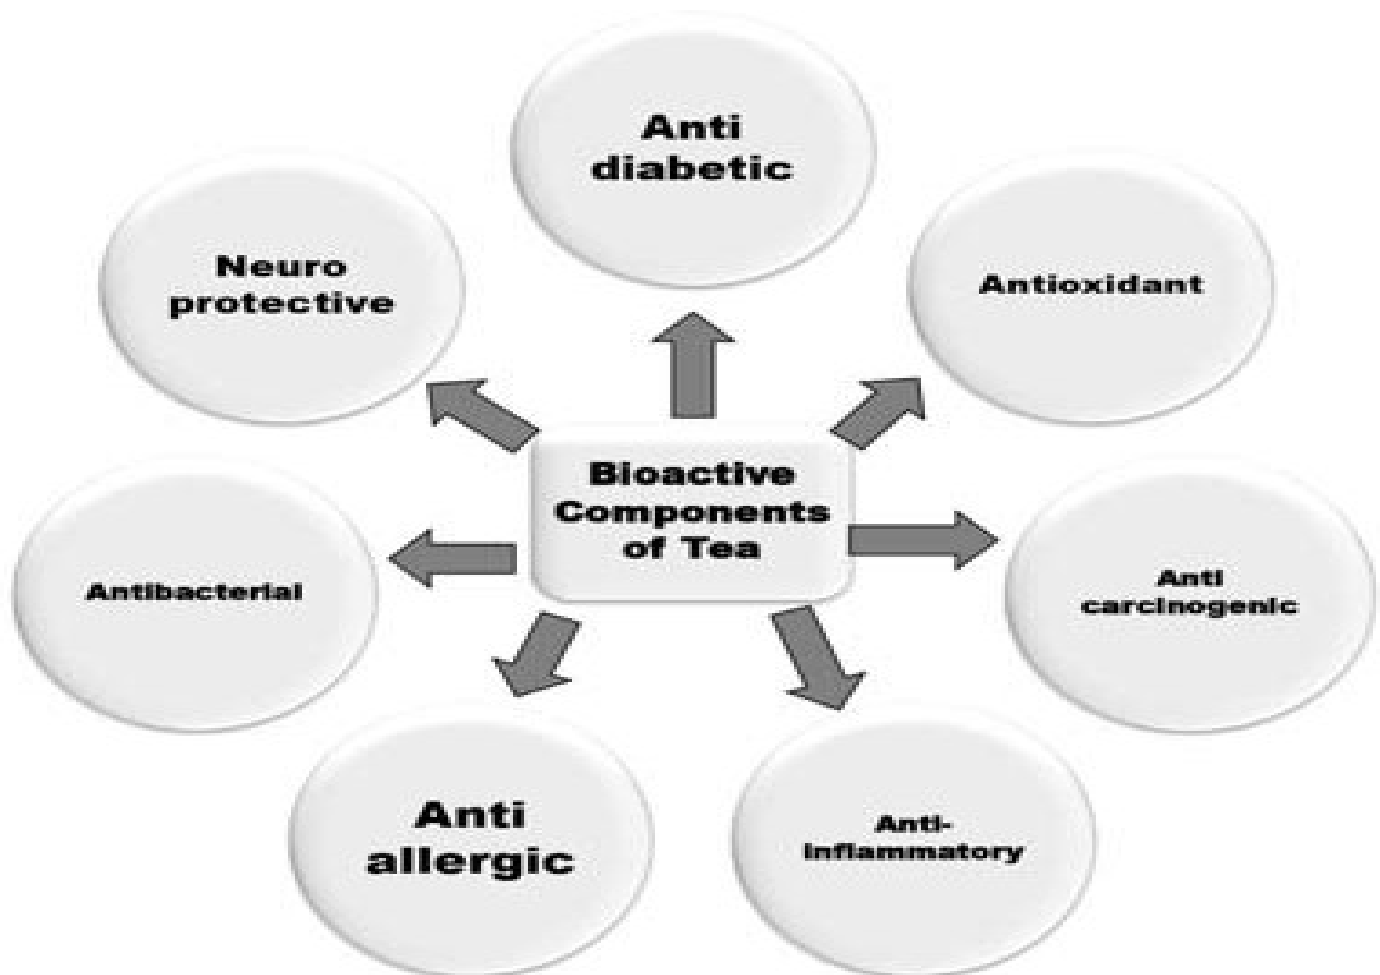 Anti
diabetic
Neuro
protective
Antioxidant
Bioactive
Components
of Tea
Antibacterial
Anti
carcinogenic
Anti
allergic
Anti-
inflammatory